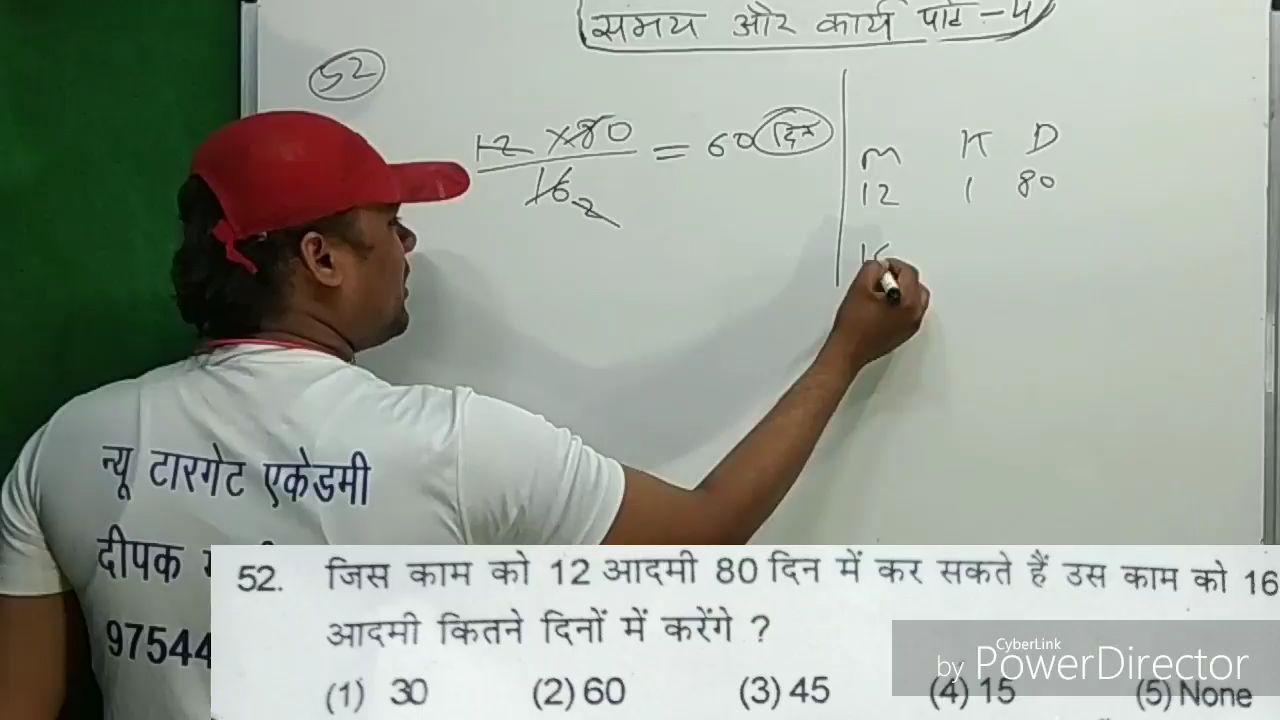 समय और कार्य पार्ट - 4
52
12 × 80
16 2
= 60 दिन
M K D
12 1 80
16
न्यू टारगेट एकेडमी
दीपक
97544
52. जिस काम को 12 आदमी 80 दिन में कर सकते हैं उस काम को 16
आदमी कितने दिनों में करेंगे ?
(1) 30 (2) 60 (3) 45 (4) 15 (5) None
CyberLink
by PowerDirector